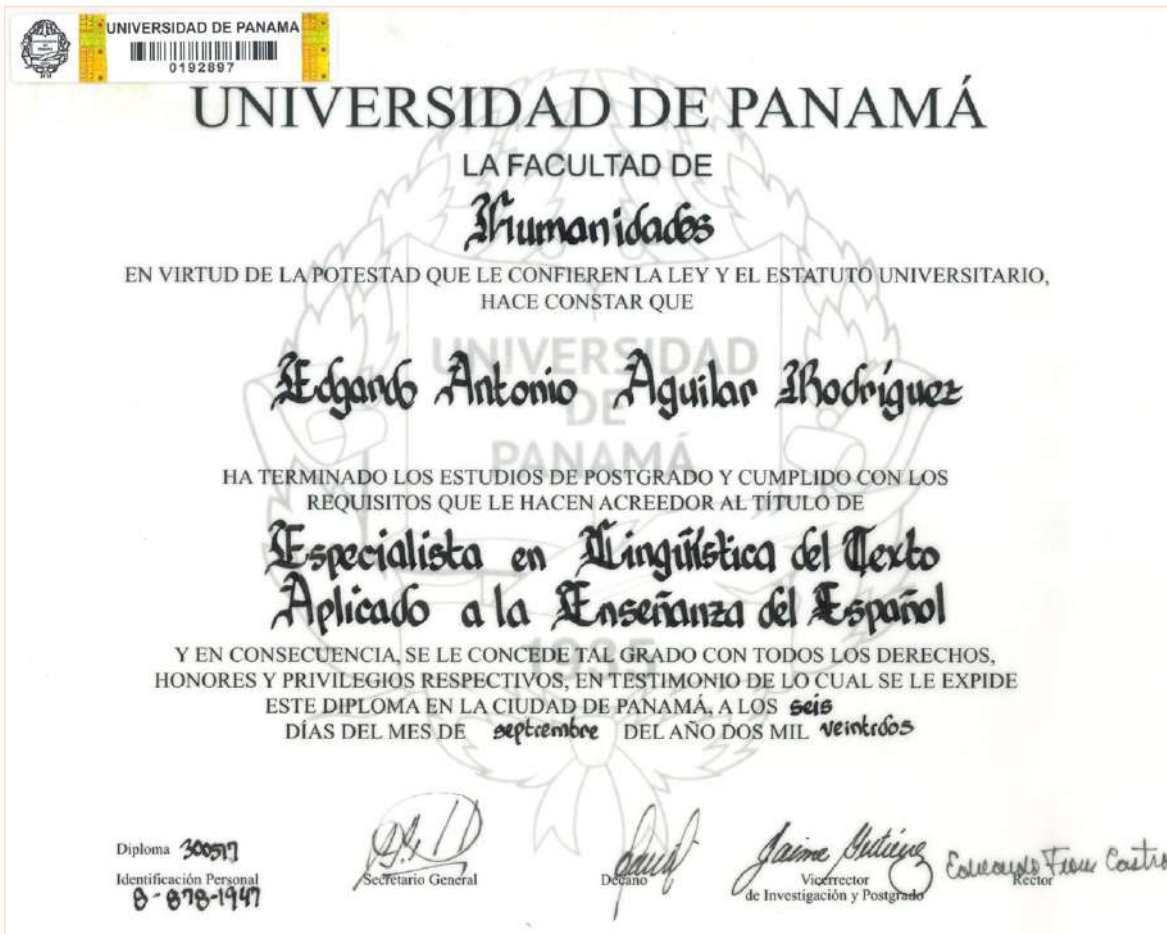 UNIVERSIDAD DE PANAMA
0192897
UNIVERSIDAD DE PANAMÁ
LA FACULTAD DE
Humanidades
EN VIRTUD DE LA POTESTAD QUE LE CONFIEREN LA LEY Y EL ESTATUTO UNIVERSITARIO,
HACE CONSTAR QUE
Edgardo Antonio Aguilar Rodríguez
HA TERMINADO LOS ESTUDIOS DE POSTGRADO Y CUMPLIDO CON LOS
REQUISITOS QUE LE HACEN ACREEDOR AL TÍTULO DE
Especialista en Lingüística del Texto
Aplicado a la Enseñanza del Español
Y EN CONSECUENCIA, SE LE CONCEDE TAL GRADO CON TODOS LOS DERECHOS,
HONORES Y PRIVILEGIOS RESPECTIVOS, EN TESTIMONIO DE LO CUAL SE LE EXPIDE
ESTE DIPLOMA EN LA CIUDAD DE PANAMÁ, A LOS seis
DÍAS DEL MES DE septiembre DEL AÑO DOS MIL veintidós
UNIVERSIDAD
DE
PANAMÁ
1935
Diploma 300517
Identificación Personal
8-878-1947
Secretario General
Decano
Jaime Gutiérrez
Vicerrector
de Investigación y Postgrado
Eduardo Flores Castro
Rector